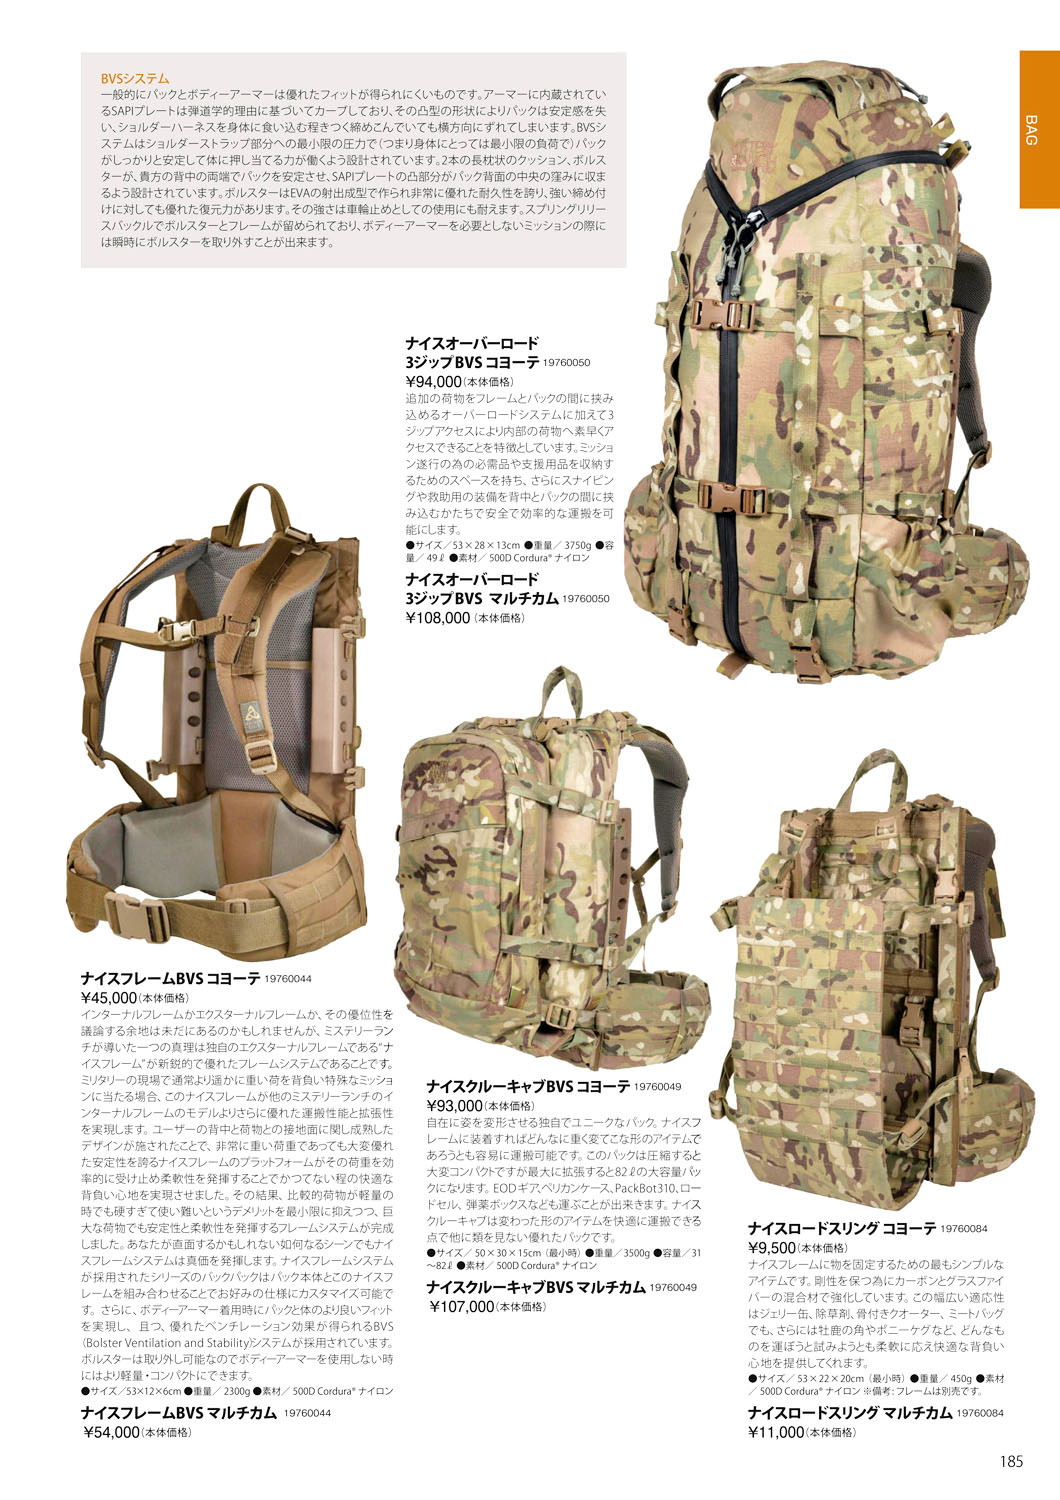 BVSシステム
一般的にパックとボディーアーマーは優れたフィットが得られにくいものです。アーマーに内蔵されてい
るSAPIプレートは弾道学的理由に基づいてカーブしており、その凸型の形状によりパックは安定感を失
い、ショルダーハーネスを身体に食い込む程きつく締めこんでいても横方向にずれてしまいます。BVSシ
ステムはショルダーストラップ部分への最小限の圧力で（つまり身体にとっては最小限の負荷で）パック
がしっかりと安定して体に押し当てる力が働くよう設計されています。2本の長枕状のクッション、ボルス
ターが、貴方の背中の両端でパックを安定させ、SAPIプレートの凸部分がパック背面の中央の窪みに収ま
るよう設計されています。ボルスターはEVAの射出成型で作られ非常に優れた耐久性を誇り、強い締め付
けに対しても優れた復元力があります。その強さは車輪止めとしての使用にも耐えます。スプリングリリー
スバックルでボルスターとフレームが留められており、ボディーアーマーを必要としないミッションの際に
は瞬時にボルスターを取り外すことが出来ます。
BAG
ナイスオーバーロード
3ジップBVS コヨーテ 19760050
¥94,000（本体価格）
追加の荷物をフレームとパックの間に挟み
込めるオーバーロードシステムに加えて3
ジップアクセスにより内部の荷物へ素早くア
クセスできることを特徴としています。ミッショ
ン遂行の為の必需品や支援用品を収納す
るためのスペースを持ち、さらにスナイピン
グや救助用の装備を背中とパックの間に挟
み込むかたちで安全で効率的な運搬を可
能にします。
●サイズ／53×28×13cm ●重量／ 3750g ●容
量／ 49ℓ ●素材／ 500D Cordura® ナイロン
ナイスオーバーロード
3ジップBVS マルチカム 19760050
¥108,000（本体価格）
ナイスフレームBVS コヨーテ 19760044
¥45,000（本体価格）
インターナルフレームかエクスターナルフレームか、その優位性を
議論する余地は未だにあるのかもしれませんが、ミステリーラン
チが導いた一つの真理は独自のエクスターナルフレームである“ナ
イスフレーム”が新鋭的で優れたフレームシステムであることです。
ミリタリーの現場で通常より遥かに重い荷を背負い特殊なミッショ
ンに当たる場合、このナイスフレームが他のミステリーランチのイ
ンターナルフレームのモデルよりさらに優れた運搬性能と拡張性
を実現します。ユーザーの背中と荷物との接地面に関し成熟した
デザインが施されたことで、非常に重い荷重であっても大変優れ
た安定性を誇るナイスフレームのプラットフォームがその荷重を効
率的に受け止め柔軟性を発揮することでかつてない程の快適な
背負い心地を実現させました。その結果、比較的荷物が軽量の
時でも硬すぎて使い難いというデメリットを最小限に抑えつつ、巨
大な荷物でも安定性と柔軟性を発揮するフレームシステムが完成
しました。あなたが直面するかもしれない如何なるシーンでもナイ
スフレームシステムは真価を発揮します。ナイスフレームシステム
が採用されたシリーズのバックパックはパック本体とこのナイスフ
レームを組み合わせることでお好みの仕様にカスタマイズ可能で
す。さらに、ボディーアーマー着用時にパックと体のより良いフィット
を実現し、且つ、優れたベンチレーション効果が得られるBVS
（Bolster Ventilation and Stability）システムが採用されています。
ボルスターは取り外し可能なのでボディーアーマーを使用しない時
にはより軽量・コンパクトにできます。
●サイズ／53×12×6cm ●重量／ 2300g ●素材／ 500D Cordura® ナイロン
ナイスフレームBVS マルチカム 19760044
¥54,000（本体価格）
ナイスクルーキャブBVS コヨーテ 19760049
¥93,000（本体価格）
自在に姿を変形させる独自でユニークなパック。ナイスフ
レームに装着すればどんなに重く変てこな形のアイテムで
あろうとも容易に運搬可能です。このパックは圧縮すると
大変コンパクトですが最大に拡張すると82ℓの大容量パッ
クになります。EODギア、ペリカンケース、PackBot310、ロー
ドセル、弾薬ボックスなども運ぶことが出来きます。ナイス
クルーキャブは変わった形のアイテムを快適に運搬できる
点で他に類を見ない優れたパックです。
●サイズ／ 50×30×15cm（最小時）●重量／ 3500g ●容量／31
～82ℓ ●素材／ 500D Cordura® ナイロン
ナイスクルーキャブBVS マルチカム 19760049
¥107,000（本体価格）
ナイスロードスリング コヨーテ 19760084
¥9,500（本体価格）
ナイスフレームに物を固定するための最もシンプルな
アイテムです。剛性を保つ為にカーボンとグラスファイ
バーの混合材で強化しています。この幅広い適応性
はジェリー缶、除草剤、骨付きクオーター、ミートバッグ
でも、さらには牡鹿の角やポニーケグなど、どんなも
のを運ぼうと試みようとも柔軟に応え快適な背負い
心地を提供してくれます。
●サイズ／ 53×22×20cm（最小時）●重量／ 450g ●素材
／ 500D Cordura® ナイロン ※備考：フレームは別売です。
ナイスロードスリング マルチカム 19760084
¥11,000（本体価格）
185